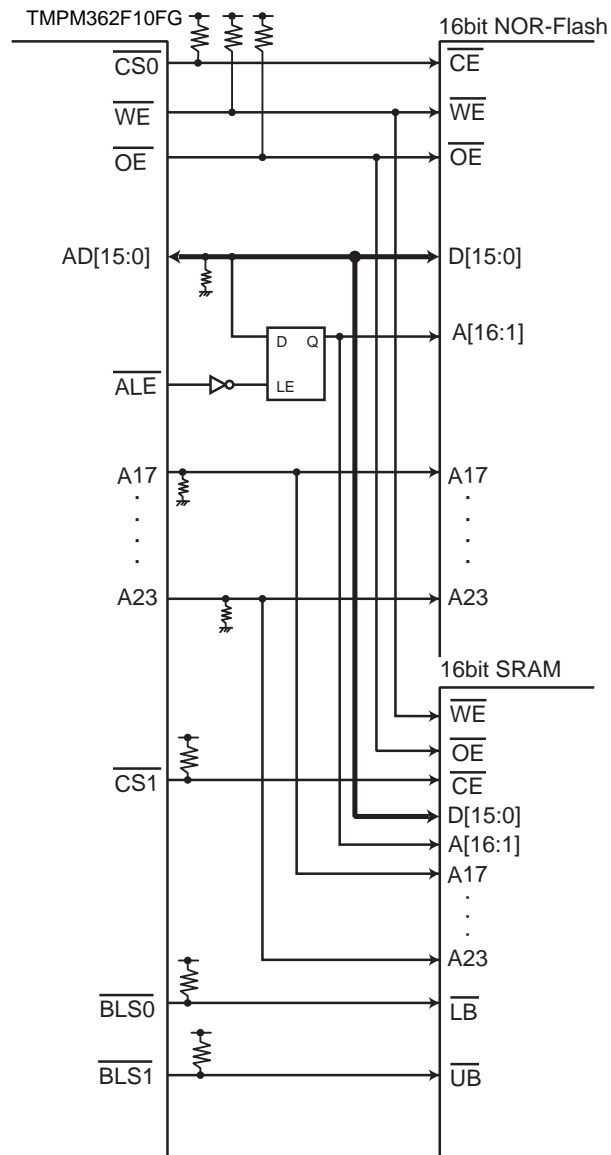 TMPM362F10FG
16bit NOR-Flash
CS0
CE
WE
WE
OE
OE
AD[15:0]
D[15:0]
D Q
A[16:1]
ALE
LE
A17
A17
.
.
.
.
.
.
.
.
A23
A23
16bit SRAM
WE
OE
CS1
CE
D[15:0]
A[16:1]
A17
.
.
.
A23
BLS0
LB
BLS1
UB